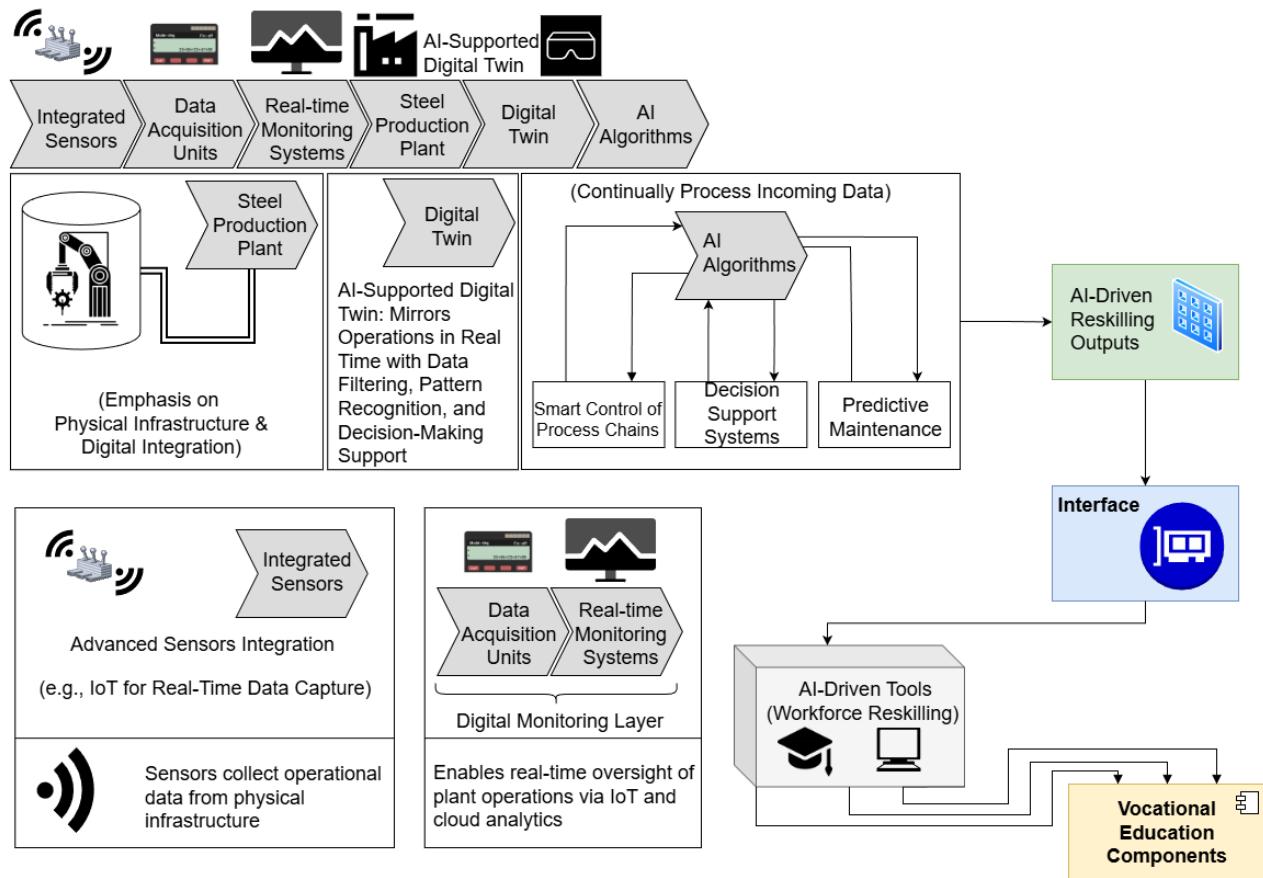 AI-Supported
Digital Twin
Integrated
Sensors
Data
Acquisition
Units
Real-time
Monitoring
Systems
Steel
Production
Plant
Digital
Twin
AI
Algorithms
Steel
Production
Plant
(Emphasis on
Physical Infrastructure &
Digital Integration)
Digital
Twin
AI-Supported Digital
Twin: Mirrors
Operations in Real
Time with Data
Filtering, Pattern
Recognition, and
Decision-Making
Support
(Continually Process Incoming Data)
AI
Algorithms
Smart Control of
Process Chains
Decision
Support
Systems
Predictive
Maintenance
AI-Driven
Reskilling
Outputs
Interface
Integrated
Sensors
Advanced Sensors Integration
(e.g., IoT for Real-Time Data Capture)
Sensors collect operational
data from physical
infrastructure
Data
Acquisition
Units
Real-time
Monitoring
Systems
Digital Monitoring Layer
Enables real-time oversight of
plant operations via IoT and
cloud analytics
AI-Driven Tools
(Workforce Reskilling)
Vocational
Education
Components